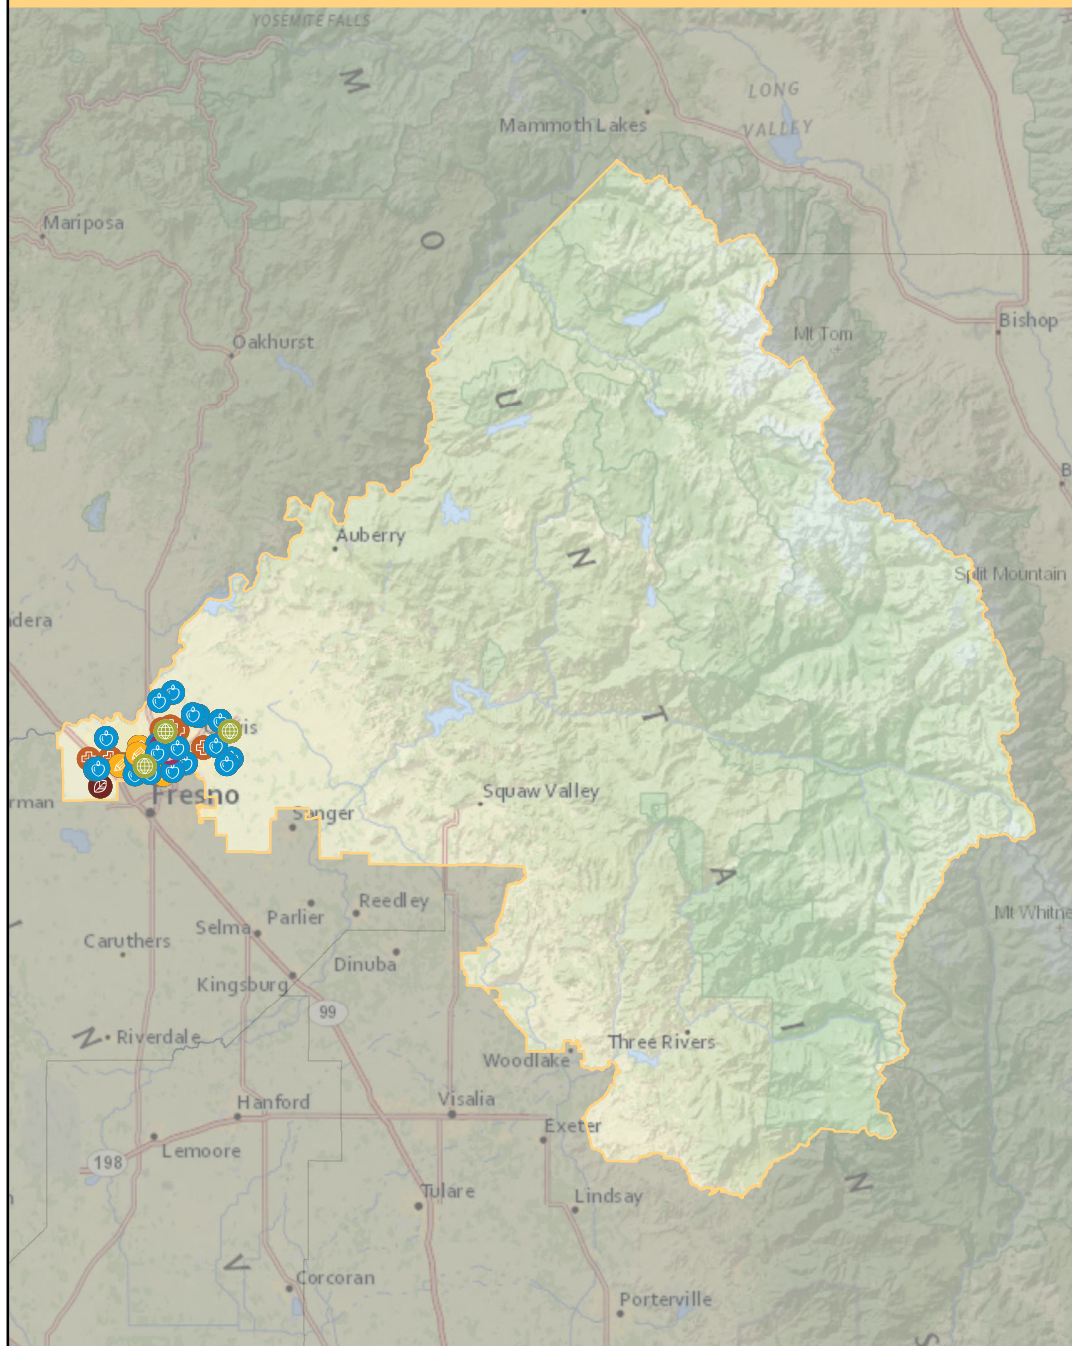 YOSEMITE FALLS
M
LONG
VALLEY
Mammoth Lakes
Mariposa
O
Bishop
Mt Tom
Oakhurst
U
B
Auberry
N
Split Mountain
dera
T
vis
Squaw Valley
rman
Fresno
Sanger
A
Reedley
Parlier
Selma
Mt Whitne
Caruthers
Dinuba
Kingsburg
99
I
N
Riverdale
Three Rivers
Woodlake
Hanford
Visalia
Exeter
Lemoore
198
N
Tulare
Lindsay
V
Corcoran
Porterville
S